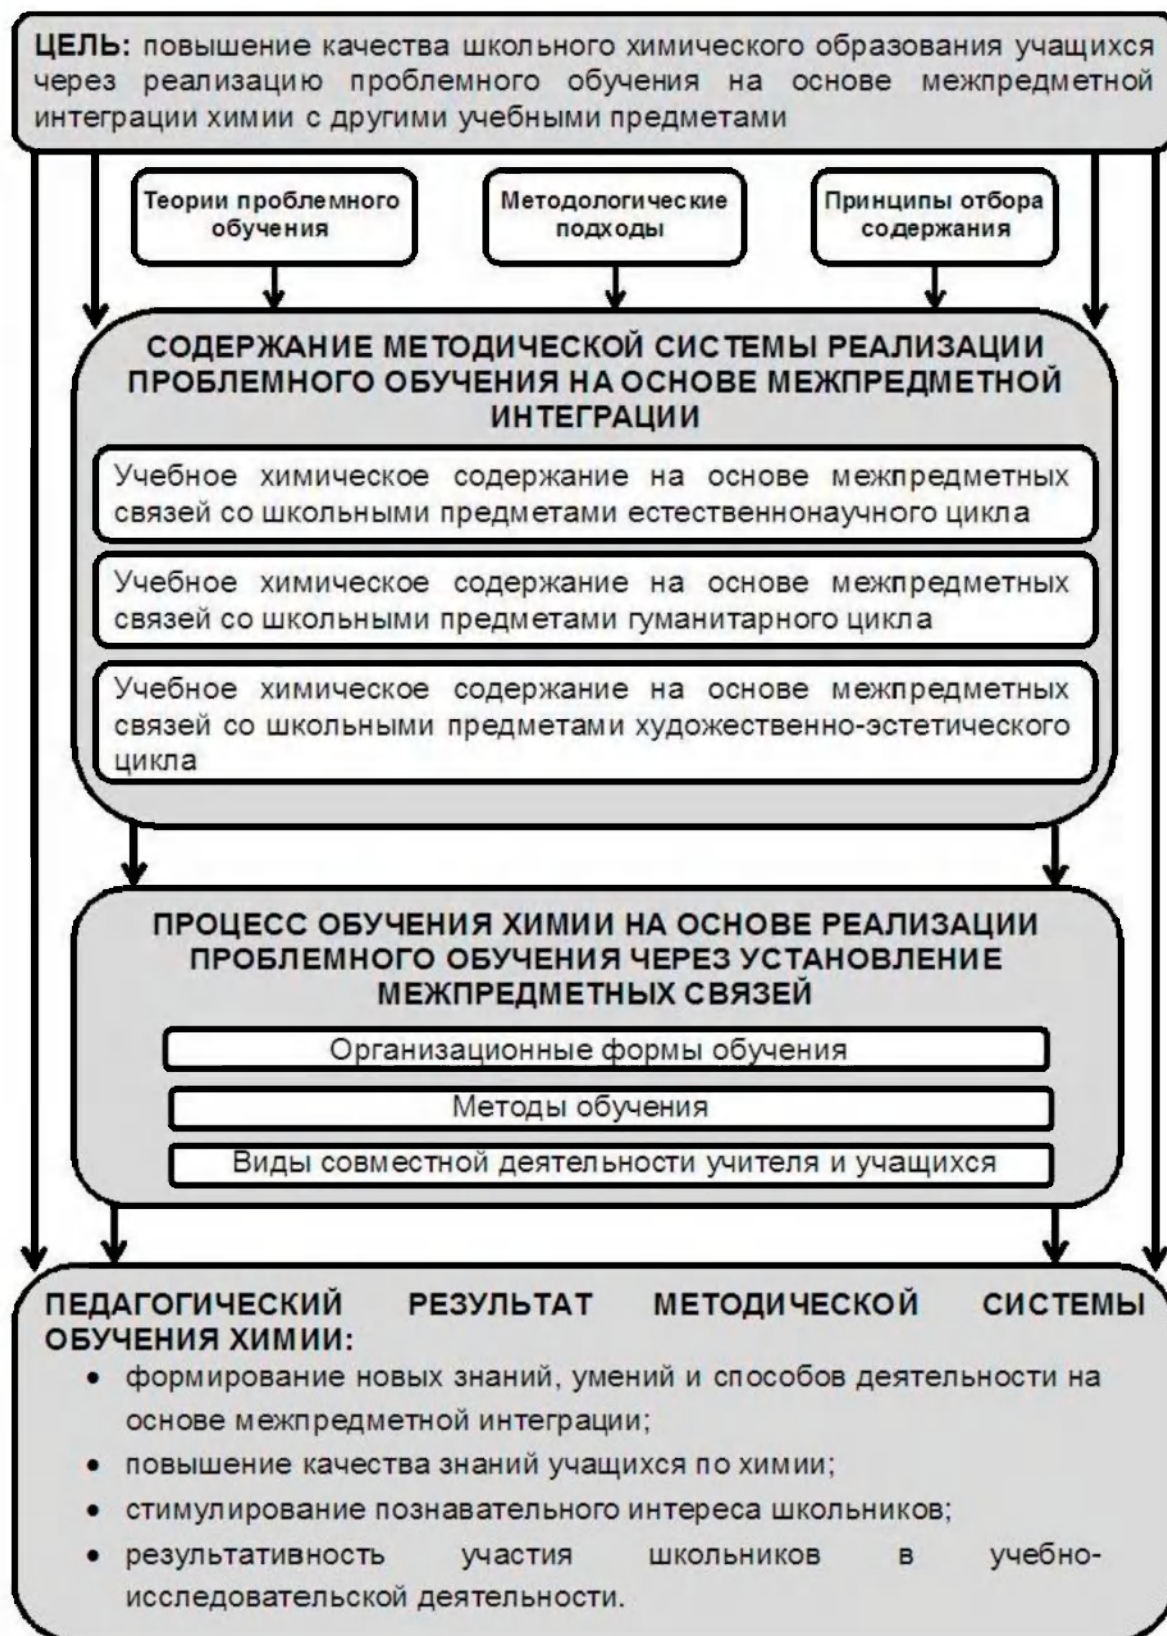 ЦЕЛЬ: повышение качества школьного химического образования учащихся
через реализацию проблемного обучения на основе межпредметной
интеграции химии с другими учебными предметами
Теории проблемного
обучения
Методологические
подходы
Принципы отбора
содержания
СОДЕРЖАНИЕ МЕТОДИЧЕСКОЙ СИСТЕМЫ РЕАЛИЗАЦИИ
ПРОБЛЕМНОГО ОБУЧЕНИЯ НА ОСНОВЕ МЕЖПРЕДМЕТНОЙ
ИНТЕГРАЦИИ
Учебное химическое содержание на основе межпредметных
связей со школьными предметами естественнонаучного цикла
Учебное химическое содержание на основе межпредметных
связей со школьными предметами гуманитарного цикла
Учебное химическое содержание на основе межпредметных
связей со школьными предметами художественно-эстетического
цикла
ПРОЦЕСС ОБУЧЕНИЯ ХИМИИ НА ОСНОВЕ РЕАЛИЗАЦИИ
ПРОБЛЕМНОГО ОБУЧЕНИЯ ЧЕРЕЗ УСТАНОВЛЕНИЕ
МЕЖПРЕДМЕТНЫХ СВЯЗЕЙ
Организационные формы обучения
Методы обучения
Виды совместной деятельности учителя и учащихся
ПЕДАГОГИЧЕСКИЙ РЕЗУЛЬТАТ МЕТОДИЧЕСКОЙ СИСТЕМЫ
ОБУЧЕНИЯ ХИМИИ:
• формирование новых знаний, умений и способов деятельности на
основе межпредметной интеграции;
• повышение качества знаний учащихся по химии;
• стимулирование познавательного интереса школьников;
• результативность участия школьников в учебно-
исследовательской деятельности.